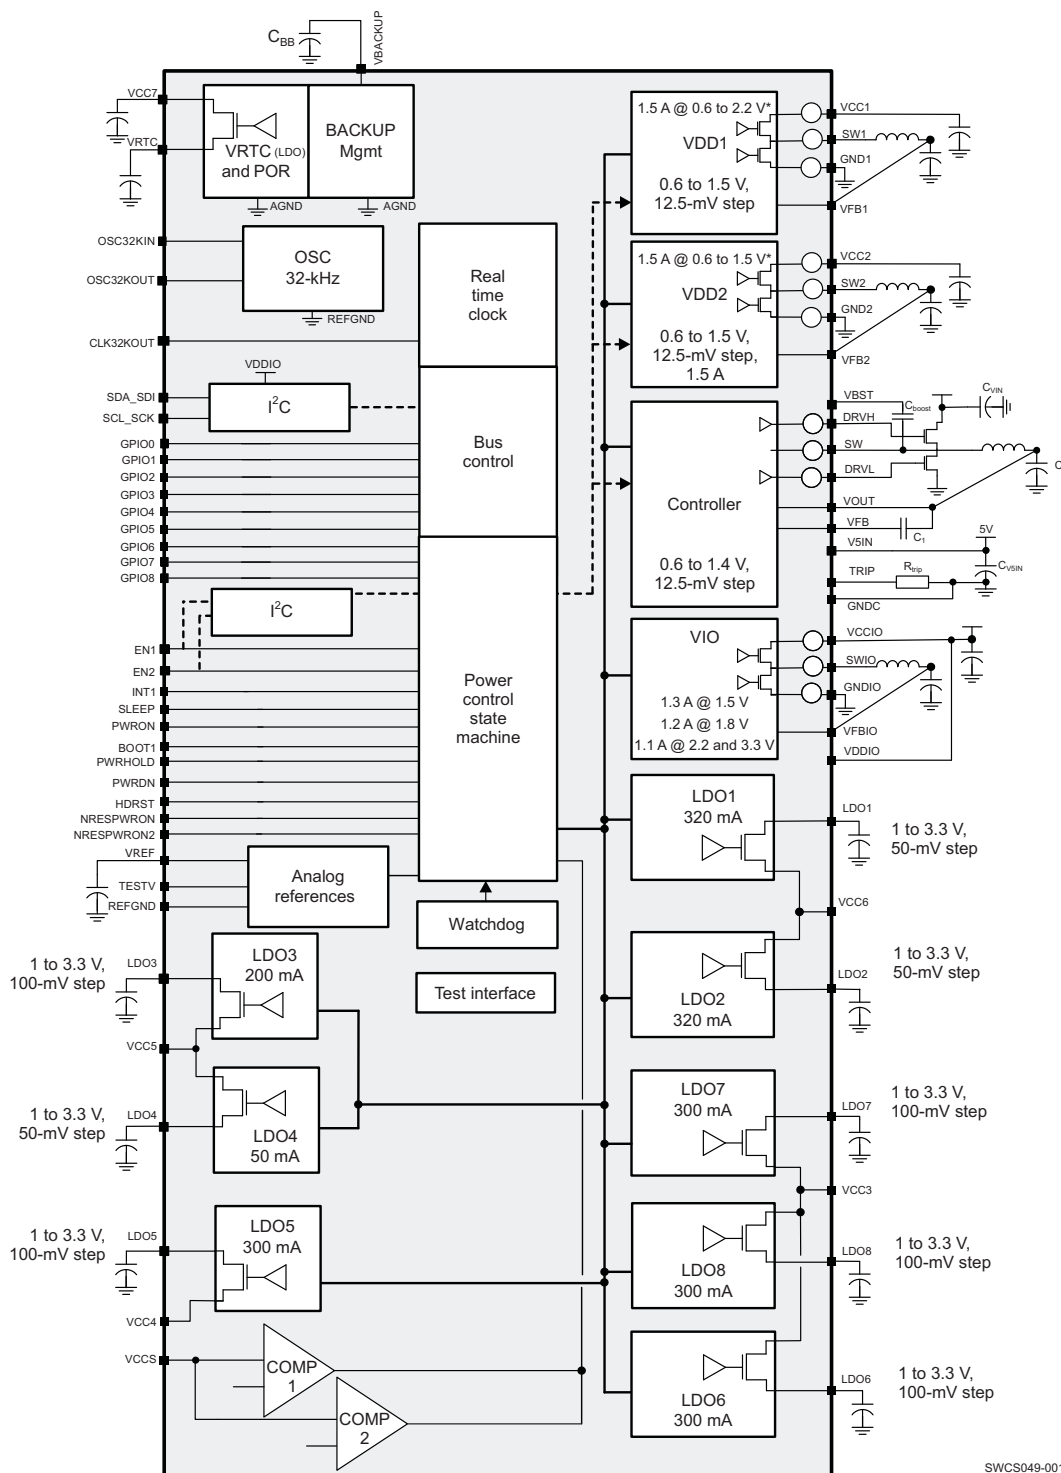 C_BB
VBACKUP
VCC7
VRTC
VRTC (LDO)
and POR
BACKUP
Mgmt
AGND
AGND
OSC32KIN
OSC32KOUT
OSC
32-kHz
REFGND
CLK32KOUT
VDDIO
SDA_SDI
SCL_SCK
I²C
GPIO0
GPIO1
GPIO2
GPIO3
GPIO4
GPIO5
GPIO6
GPIO7
GPIO8
I²C
EN1
EN2
INT1
SLEEP
PWRON
BOOT1
PWRHOLD
PWRDN
HDRST
NRESPWRON
NRESPWRON2
VREF
TESTV
REFGND
Analog
references
Real
time
clock
Bus
control
Power
control
state
machine
Watchdog
Test interface
1 to 3.3 V,
100-mV step
LDO3
LDO3
200 mA
VCC5
1 to 3.3 V,
50-mV step
LDO4
LDO4
50 mA
1 to 3.3 V,
100-mV step
LDO5
LDO5
300 mA
VCC4
VCCS
COMP
1
COMP
2
1.5 A @ 0.6 to 2.2 V*
VDD1
0.6 to 1.5 V,
12.5-mV step
VCC1
SW1
GND1
VFB1
1.5 A @ 0.6 to 1.5 V*
VDD2
0.6 to 1.5 V,
12.5-mV step,
1.5 A
VCC2
SW2
GND2
VFB2
Controller
0.6 to 1.4 V,
12.5-mV step
VBST
C_boost
C_VIN
DRVH
SW
DRVL
C
VOUT
VFB
C_1
V5IN
5V
C_V5IN
TRIP
R_trip
GNDC
VIO
1.3 A @ 1.5 V
1.2 A @ 1.8 V
1.1 A @ 2.2 and 3.3 V
VCCIO
SWIO
GNDIO
VFBIO
VDDIO
LDO1
320 mA
LDO1
1 to 3.3 V,
50-mV step
VCC6
LDO2
320 mA
LDO2
1 to 3.3 V,
50-mV step
LDO7
300 mA
LDO7
1 to 3.3 V,
100-mV step
VCC3
LDO8
300 mA
LDO8
1 to 3.3 V,
100-mV step
LDO6
300 mA
LDO6
1 to 3.3 V,
100-mV step
SWCS049-001